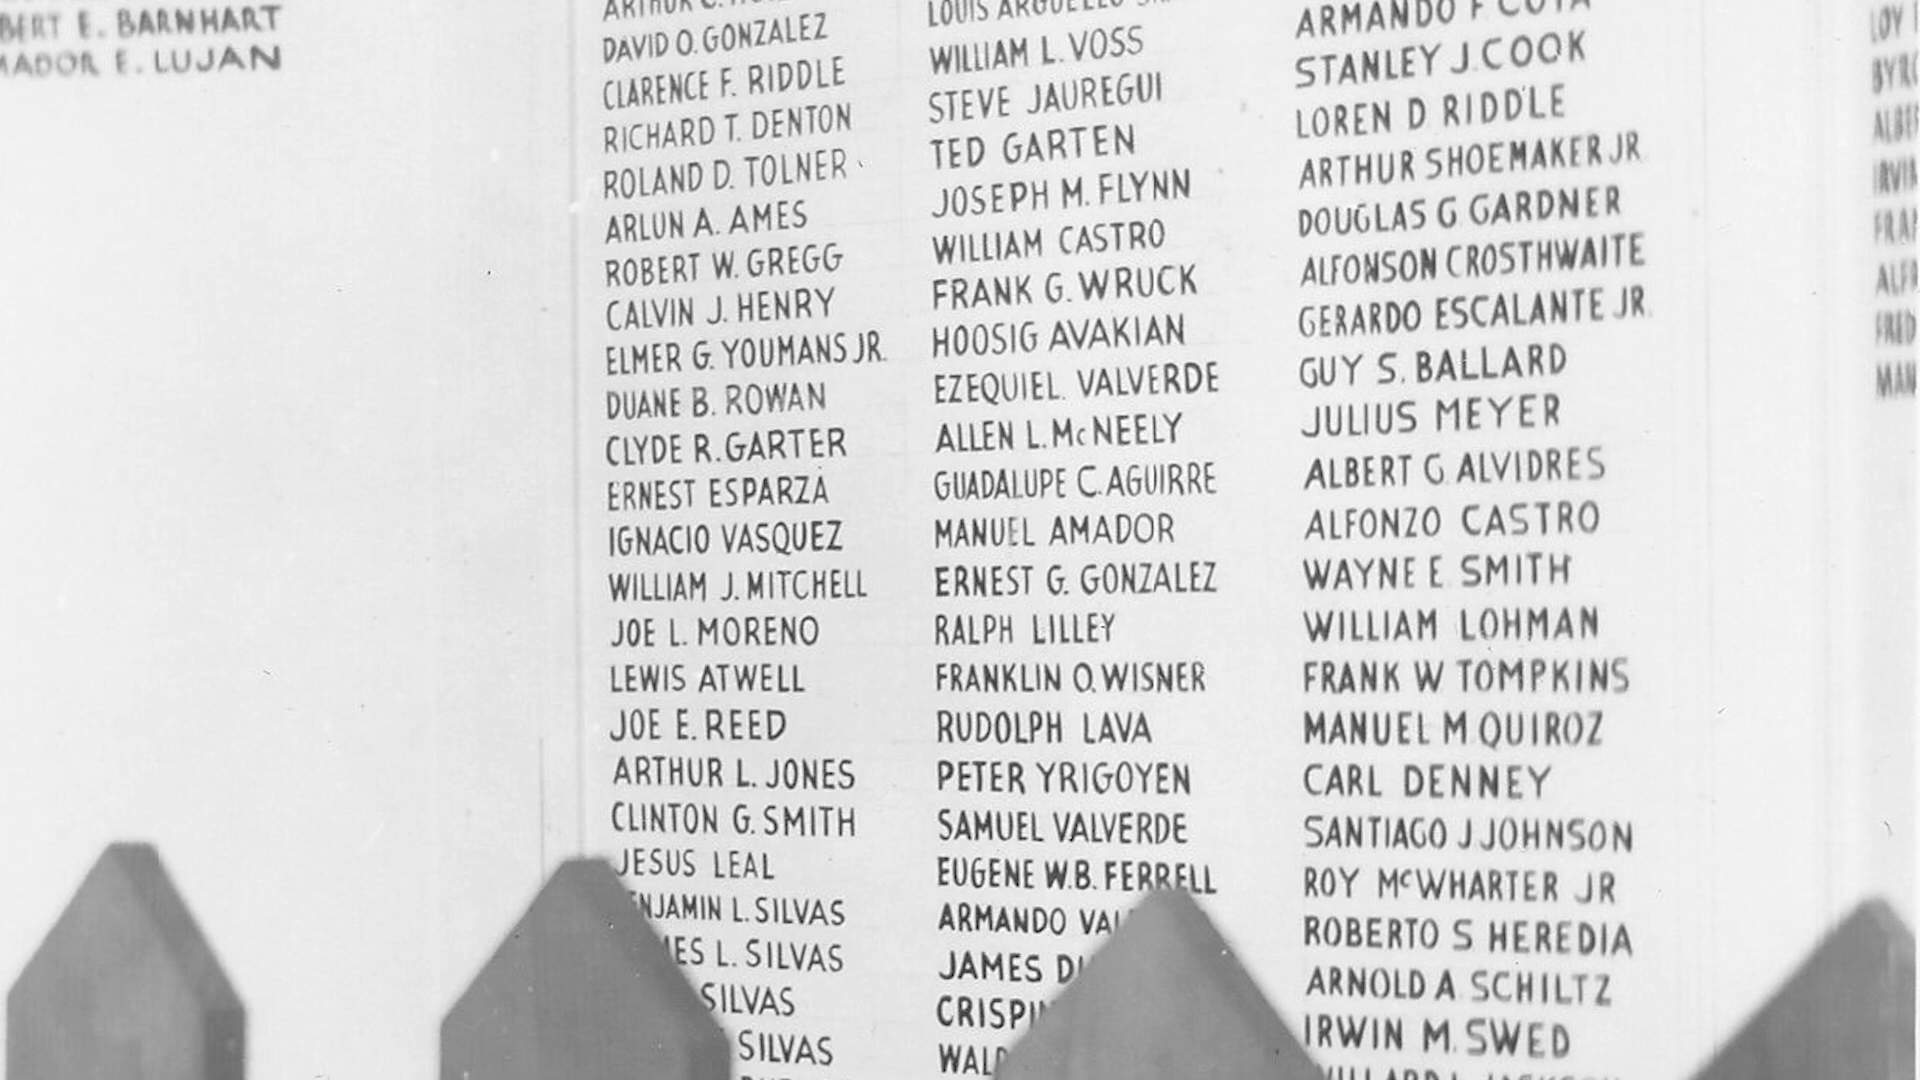 E. BARNHART
E. LUJAN
DAVID O. GONZALEZ
CLARENCE F. RIDDLE
RICHARD T. DENTON
ROLAND D. TOLNER
ARLUN A. AMES
ROBERT W. GREGG
CALVIN J. HENRY
ELMER G. YOUMANS JR.
DUANE B. ROWAN
CLYDE R. GARTER
ERNEST ESPARZA
IGNACIO VASQUEZ
WILLIAM J. MITCHELL
JOE L. MORENO
LEWIS ATWELL
JOE E. REED
ARTHUR L. JONES
CLINTON G. SMITH
JESUS LEAL
L. SILVAS
L. SILVAS
SILVAS
SILVAS
LOUIS ARGUELLO
WILLIAM L. VOSS
STEVE JAUREGUI
TED GARTEN
JOSEPH M. FLYNN
WILLIAM CASTRO
FRANK G. WRUCK
HOOSIG AVAKIAN
EZEQUIEL. VALVERDE
ALLEN L. McNEELY
GUADALUPE C. AGUIRRE
MANUEL AMADOR
ERNEST G. GONZALEZ
RALPH LILLEY
FRANKLIN O. WISNER
RUDOLPH LAVA
PETER YRIGOYEN
SAMUEL VALVERDE
EUGENE W.B. FERRELL
ARMANDO
JAMES
ARMANDO F COTA
STANLEY J. COOK
LOREN D RIDDLE
ARTHUR SHOEMAKER JR
DOUGLAS G GARDNER
ALFONSON CROSTHWAITE
GERARDO ESCALANTE JR.
GUY S. BALLARD
JULIUS MEYER
ALBERT G ALVIDRES
ALFONZO CASTRO
WAYNE E SMITH
WILLIAM LOHMAN
FRANK W TOMPKINS
MANUEL M QUIROZ
CARL DENNEY
SANTIAGO J JOHNSON
ROY McWHARTER JR
ROBERTO S HEREDIA
ARNOLD A SCHILTZ
IRWIN M. SWED